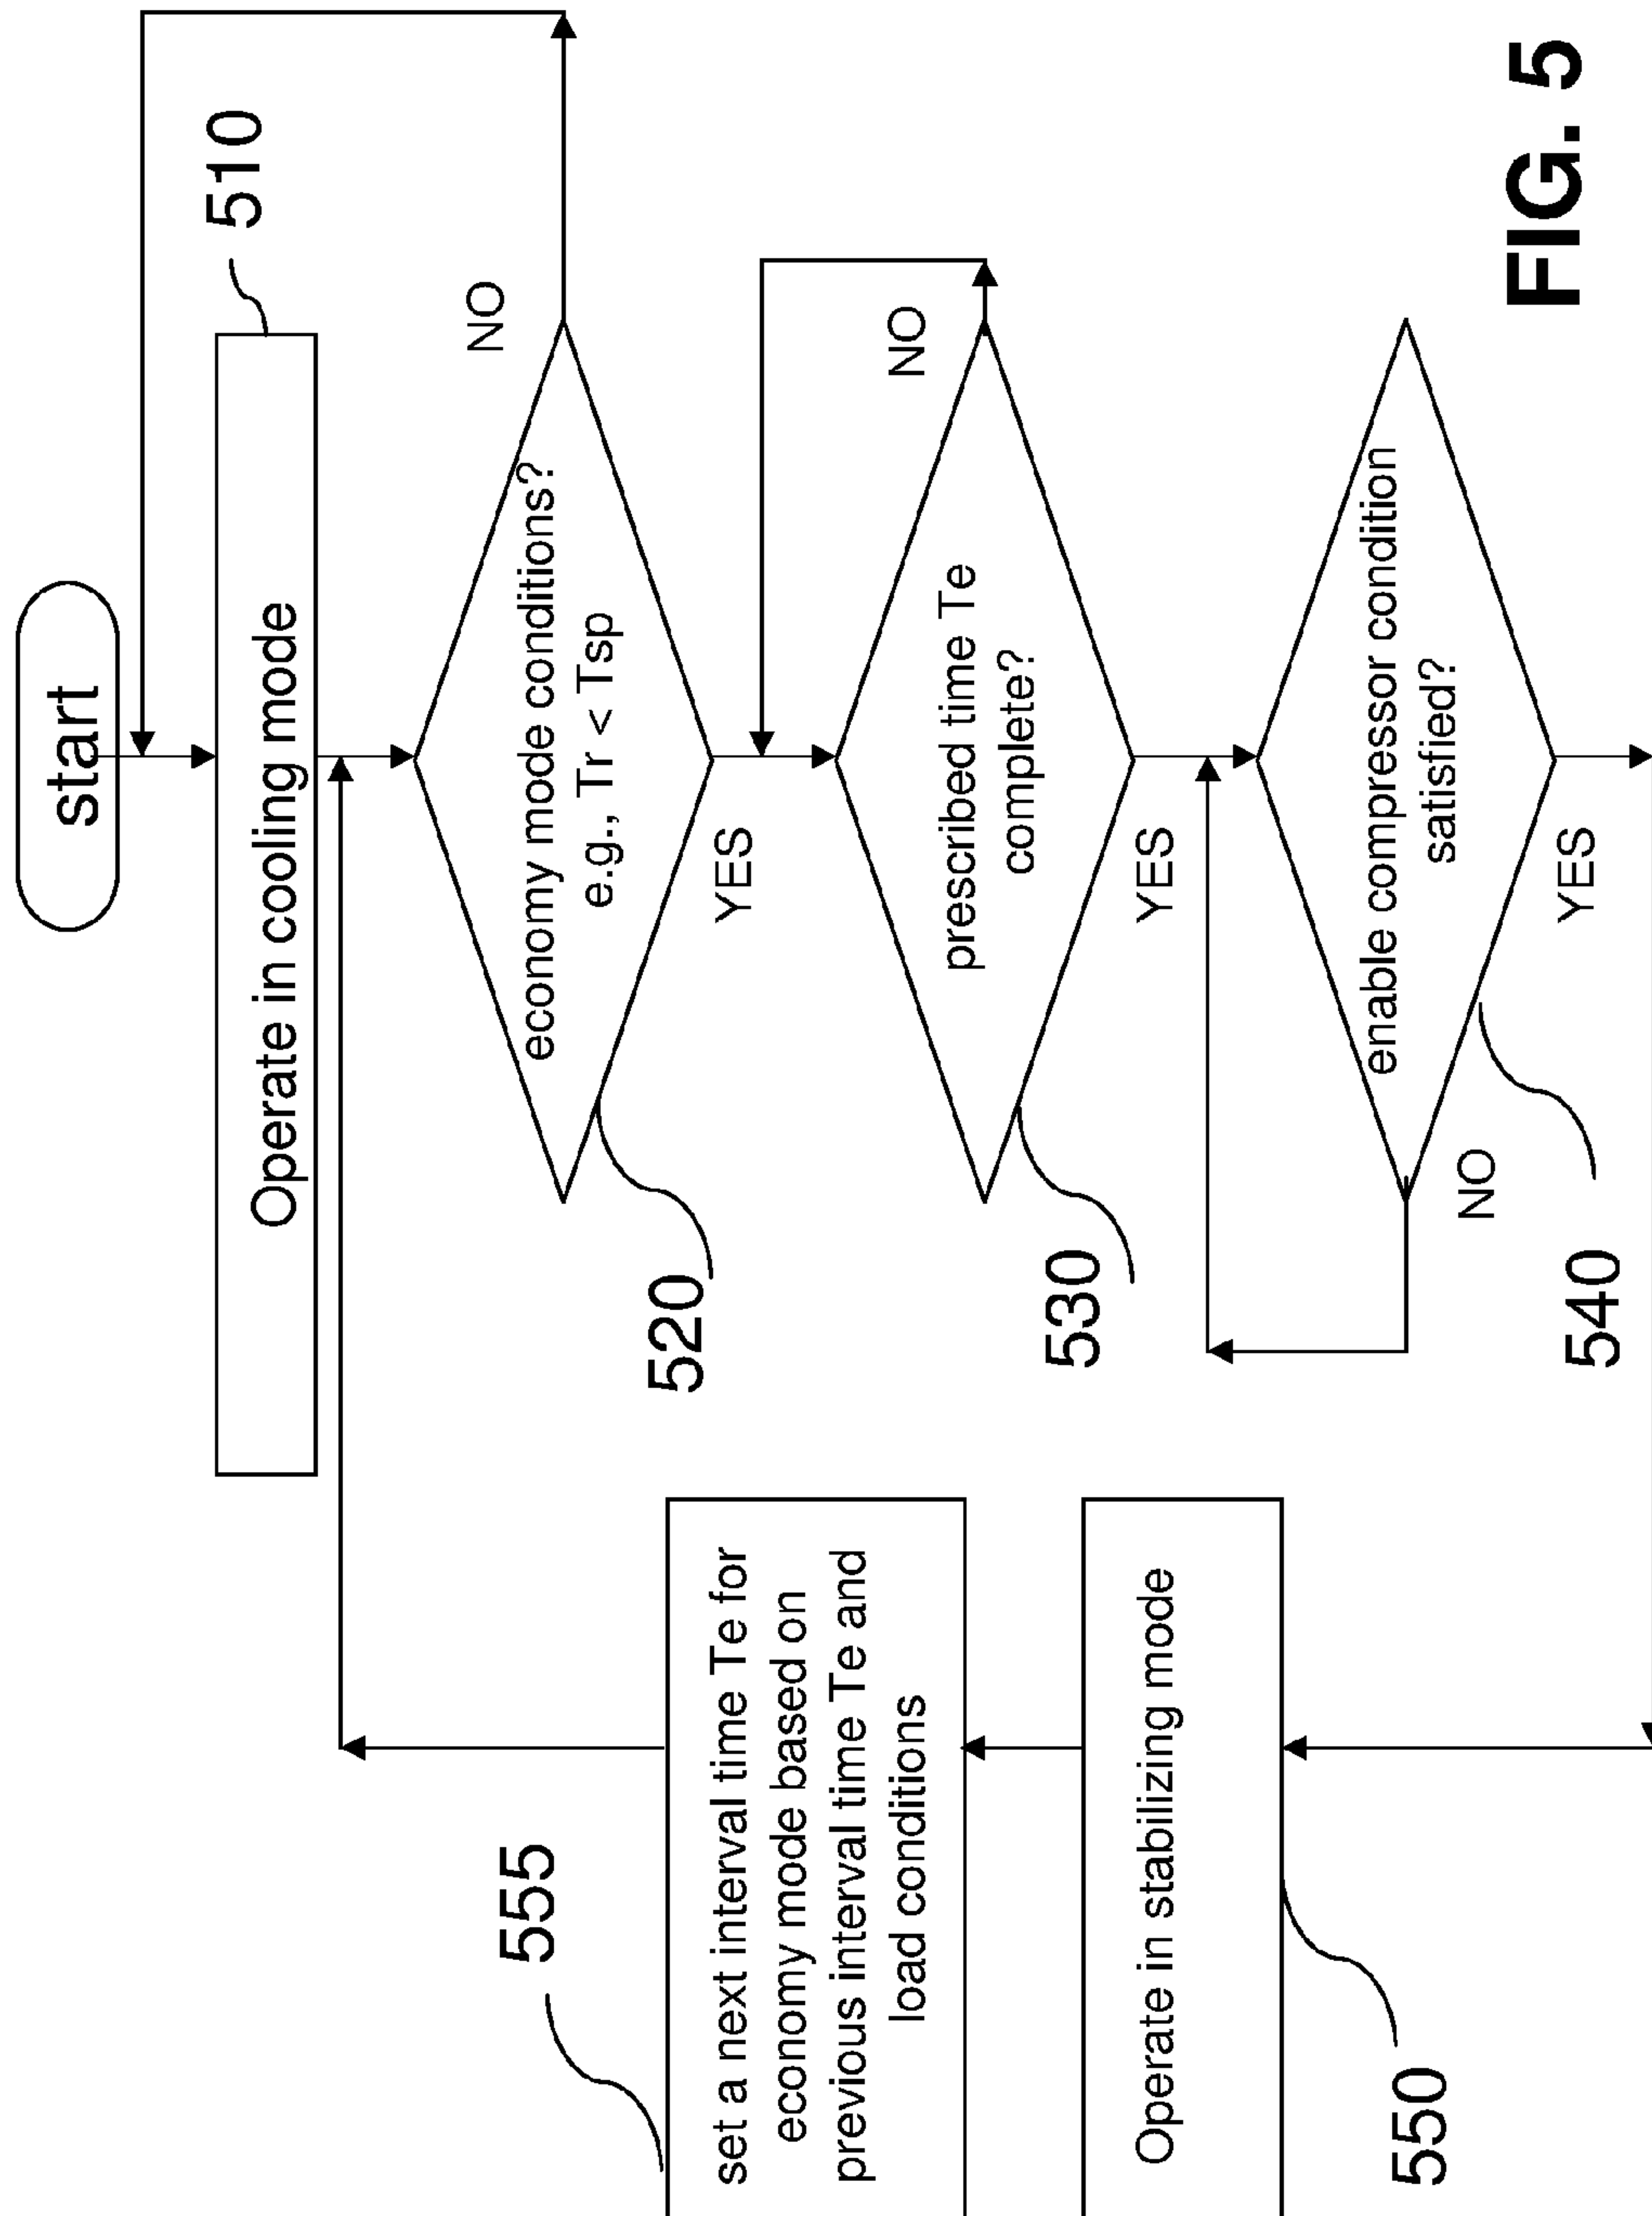 start
510
Operate in cooling mode
NO
economy mode conditions?
e.g., Tr < Tsp
520
YES
NO
prescribed time Te
complete?
530
YES
enable compressor condition
satisfied?
NO
540
YES
555
set a next interval time Te for
economy mode based on
previous interval time Te and
load conditions
Operate in stabilizing mode
550
FIG. 5